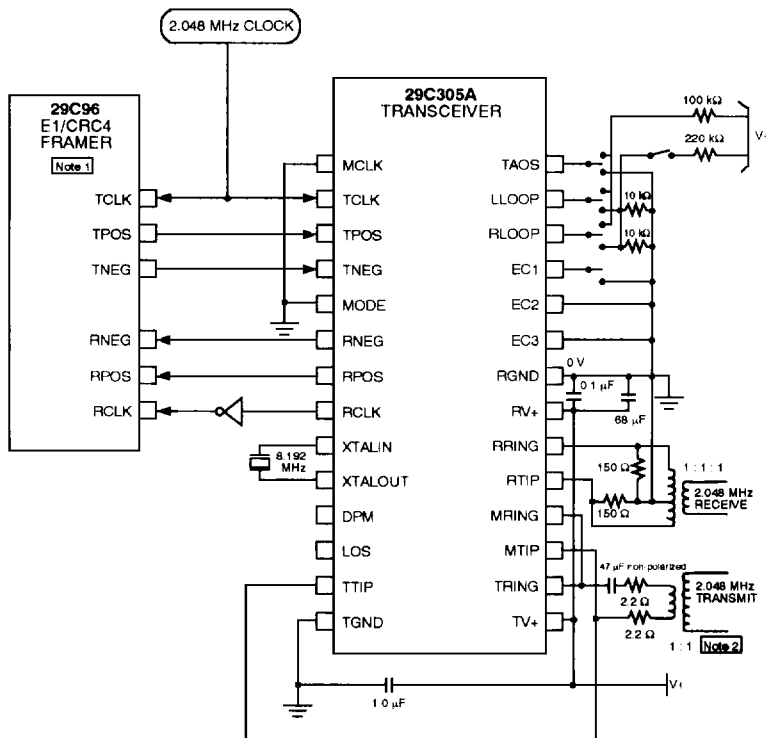 2.048 MHz CLOCK
29C96
E1/CRC4
FRAMER
Note 1
TCLK
TPOS
TNEG
RNEG
RPOS
RCLK
29C305A
TRANSCEIVER
MCLK
TCLK
TPOS
TNEG
MODE
RNEG
RPOS
RCLK
XTALIN
XTALOUT
DPM
LOS
TTIP
TGND
TAOS
LLOOP
RLOOP
EC1
EC2
EC3
RGND
RV+
RRING
RTIP
MRING
MTIP
TRING
TV+
8.192
MHz
100 kΩ
220 kΩ
10 kΩ
10 kΩ
0 V
0.1 µF
68 µF
150 Ω
150 Ω
1 : 1 : 1
2.048 MHz
RECEIVE
47 µF non-polarized
2.2 Ω
2.2 Ω
2.048 MHz
TRANSMIT
1 : 1 Note 2